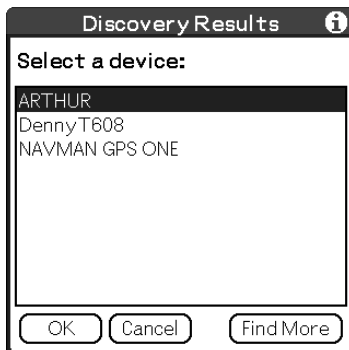 Discovery Results i
Select a device:
ARTHUR
DennyT608
NAVMAN GPS ONE
OK Cancel Find More